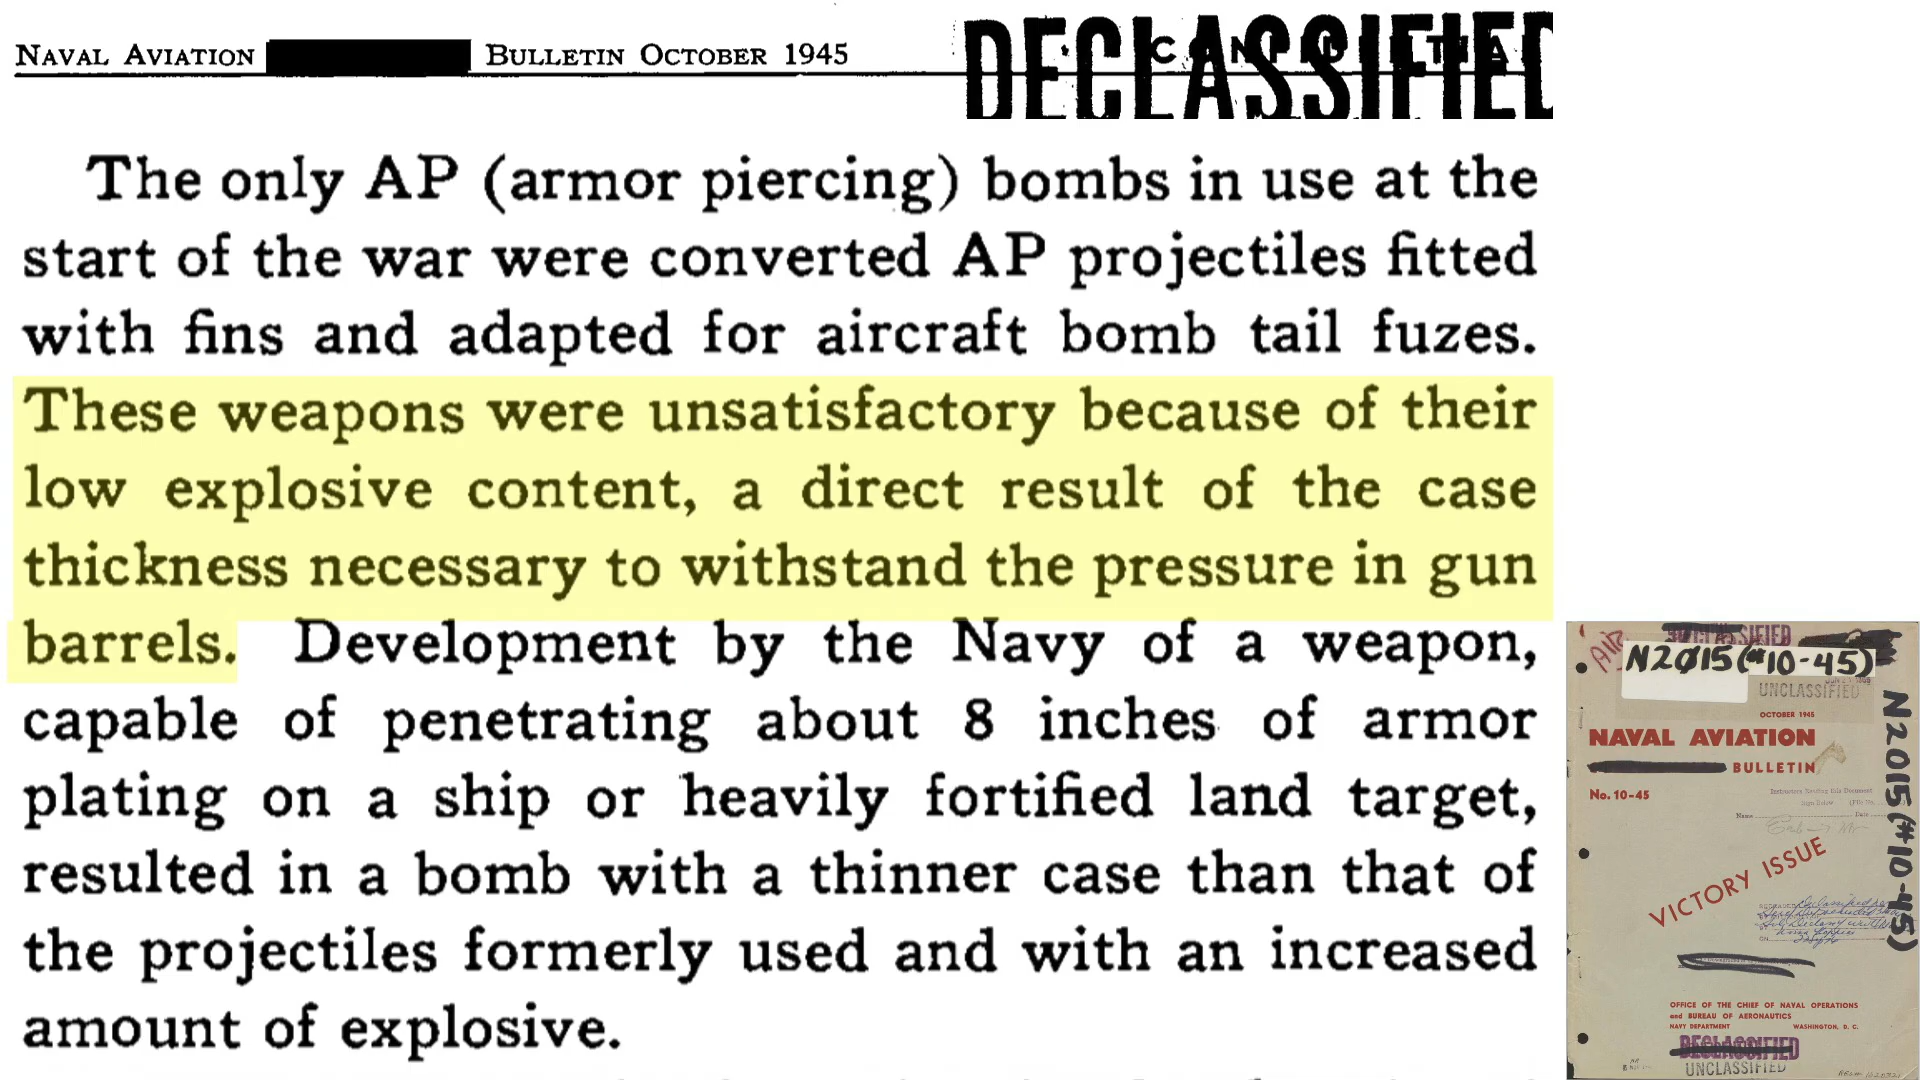 NAVAL AVIATION BULLETIN OCTOBER 1945
DECLASSIFIED
The only AP (armor piercing) bombs in use at the
start of the war were converted AP projectiles fitted
with fins and adapted for aircraft bomb tail fuzes.
These weapons were unsatisfactory because of their
low explosive content, a direct result of the case
thickness necessary to withstand the pressure in gun
barrels. Development by the Navy of a weapon,
capable of penetrating about 8 inches of armor
plating on a ship or heavily fortified land target,
resulted in a bomb with a thinner case than that of
the projectiles formerly used and with an increased
amount of explosive.
N2015(#10-45)
UNCLASSIFIED
OCTOBER 1945
NAVAL AVIATION
BULLETIN
No. 10-45
Name Date
VICTORY ISSUE
N2015(#10-45)
OFFICE OF THE CHIEF OF NAVAL OPERATIONS
and BUREAU OF AERONAUTICS
NAVY DEPARTMENT WASHINGTON, D. C.
DECLASSIFIED
UNCLASSIFIED